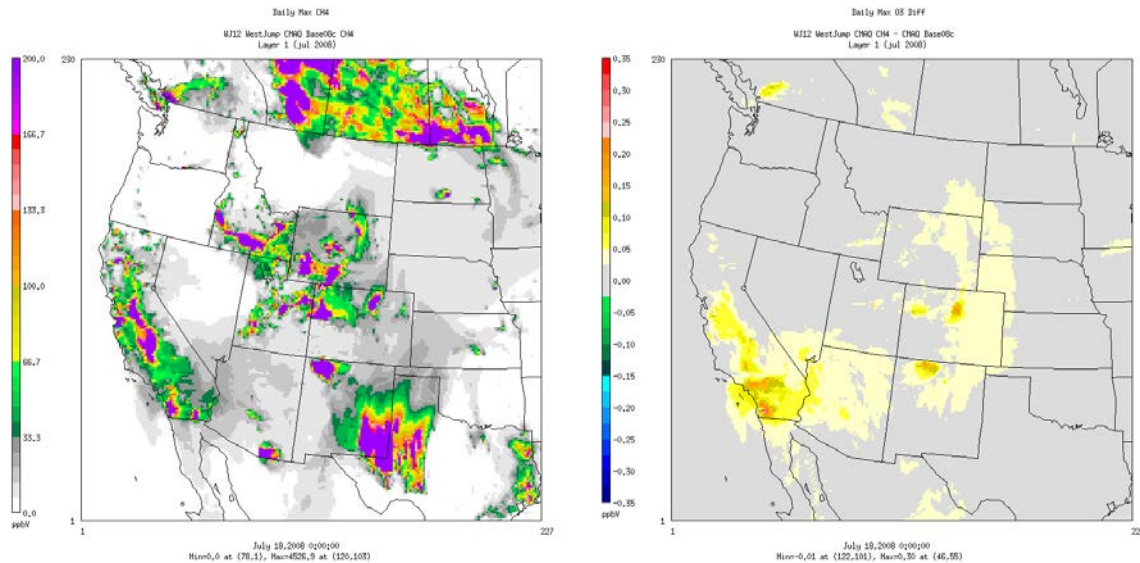 Daily Max CH4
WJ12 WestJump CMAQ Base08c CH4
Layer 1 (jul 2008)
200.0
166.7
133.3
100.0
66.7
33.3
0.0
ppbV
230
1
1
227
July 18,2008 0:00:00
Min=0.0 at (78,1), Max=4526.9 at (120,103)
Daily Max O3 Diff
WJ12 WestJump CMAQ CH4 - CMAQ Base08c
Layer 1 (jul 2008)
0.35
0.30
0.25
0.20
0.15
0.10
0.05
0.00
-0.05
-0.10
-0.15
-0.20
-0.25
-0.30
-0.35
ppbV
230
1
1
22
July 18,2008 0:00:00
Min=-0.01 at (122,101), Max=0.30 at (46,55)